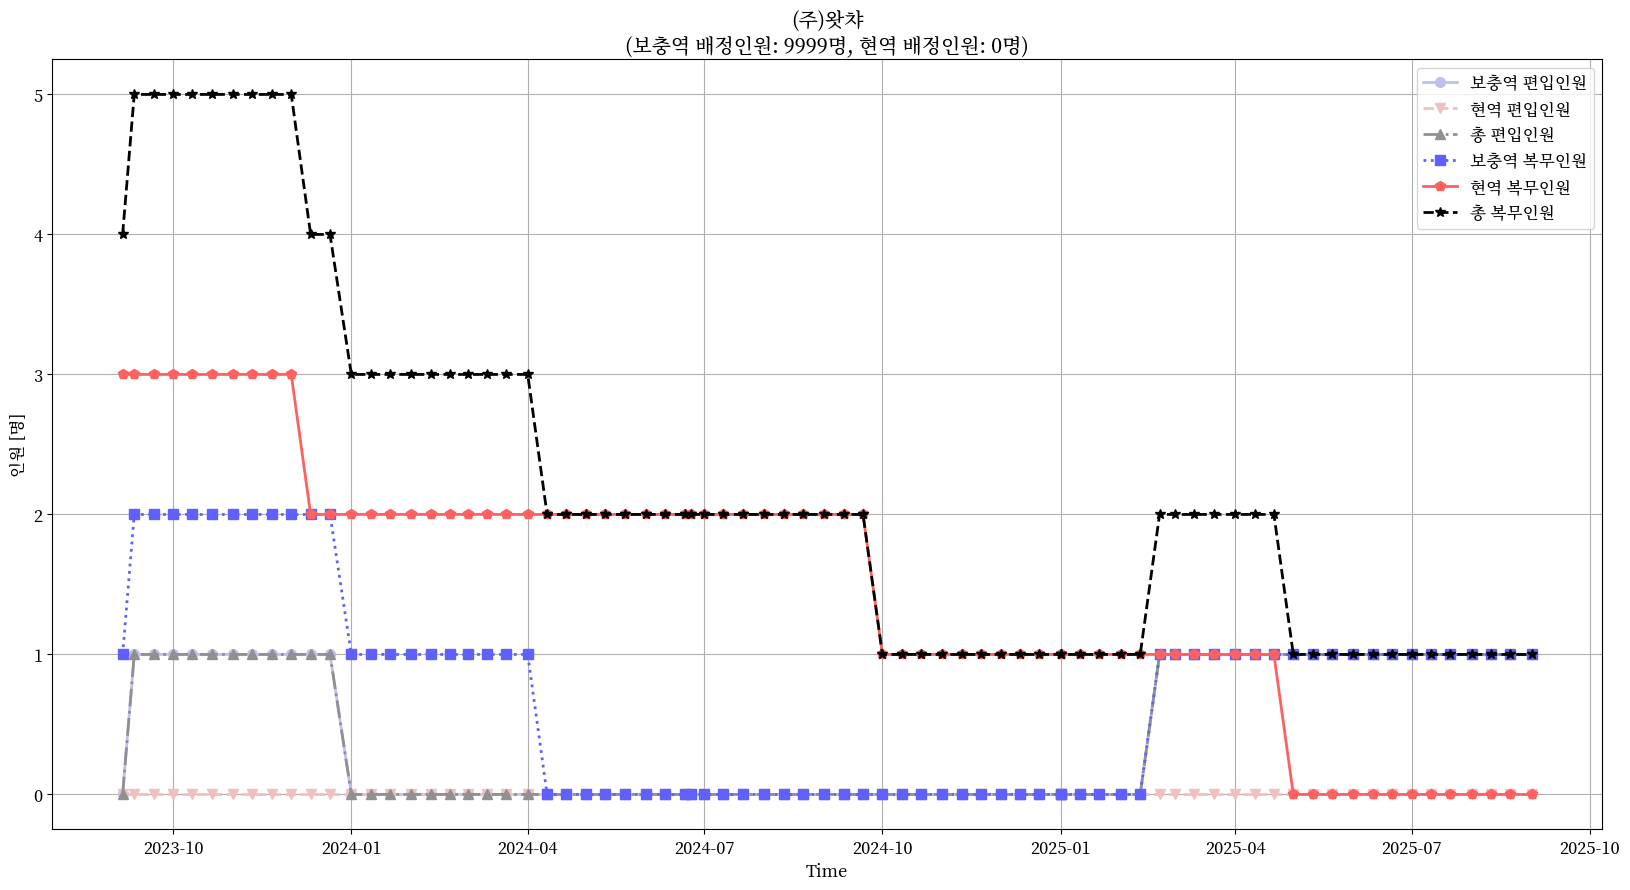 (주)왓챠
(보충역 배정인원: 9999명, 현역 배정인원: 0명)
인원 [명]
5
4
3
2
1
0
보충역 편입인원
현역 편입인원
총 편입인원
보충역 복무인원
현역 복무인원
총 복무인원
2023-10
2024-01
2024-04
2024-07
2024-10
2025-01
2025-04
2025-07
2025-10
Time